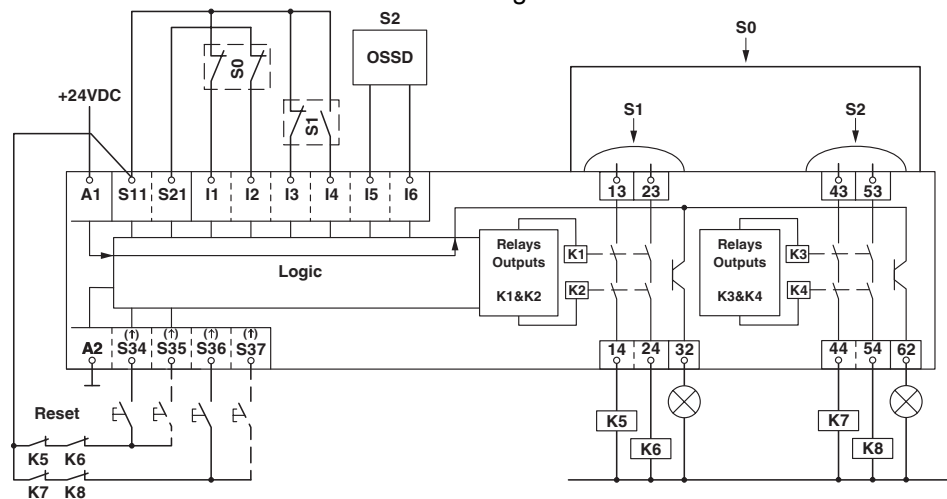 S2
S0
OSSD
S0
+24VDC
S1
S1
S2
A1 S11 S21 I1 I2 I3 I4 I5 I6
13 23
43 53
Logic
Relays
Outputs
K1&K2
K1
K2
Relays
Outputs
K3&K4
K3
K4
(↑) (↑) (↑) (↑)
A2 S34 S35 S36 S37
14 24 32
44 54 62
Reset
K5
K6
K7
K8
K5 K6
K7 K8